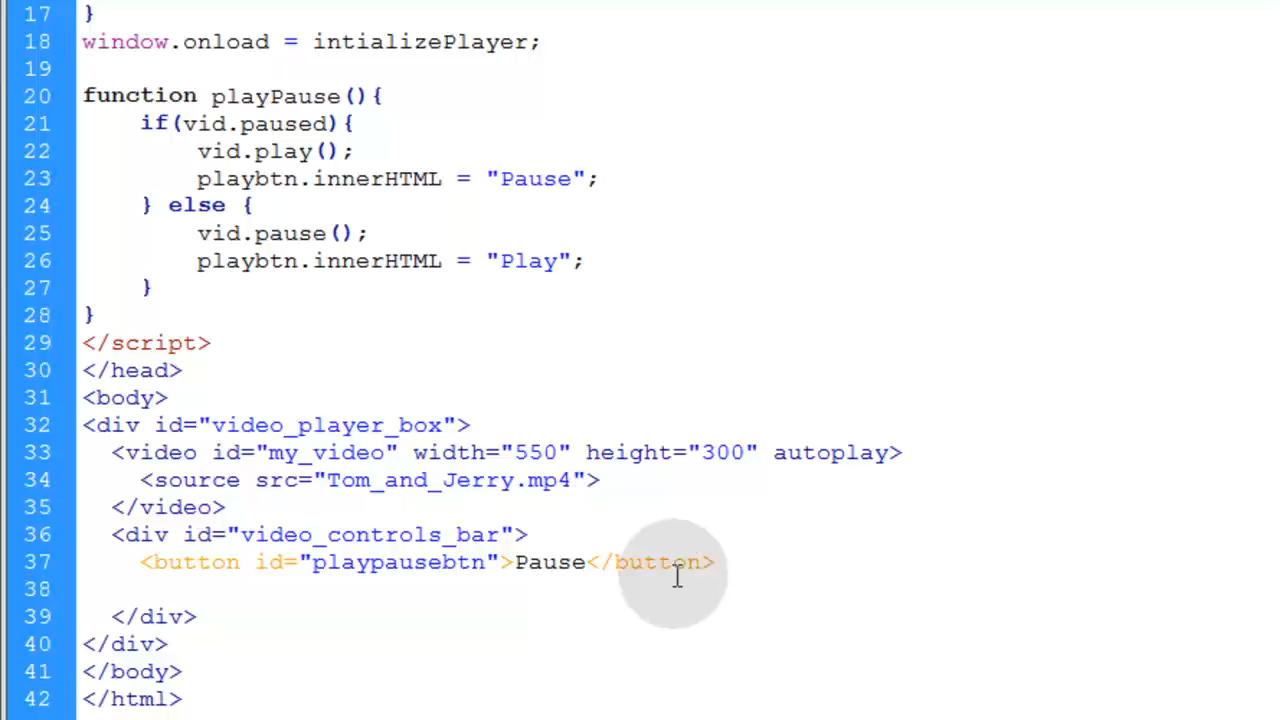 17 }
18 window.onload = intializePlayer;
19
20 function playPause(){
21 if(vid.paused){
22 vid.play();
23 playbtn.innerHTML = "Pause";
24 } else {
25 vid.pause();
26 playbtn.innerHTML = "Play";
27 }
28 }
29 </script>
30 </head>
31 <body>
32 <div id="video_player_box">
33 <video id="my_video" width="550" height="300" autoplay>
34 <source src="Tom_and_Jerry.mp4">
35 </video>
36 <div id="video_controls_bar">
37 <button id="playpausebtn">Pause</button>
38
39 </div>
40 </div>
41 </body>
42 </html>